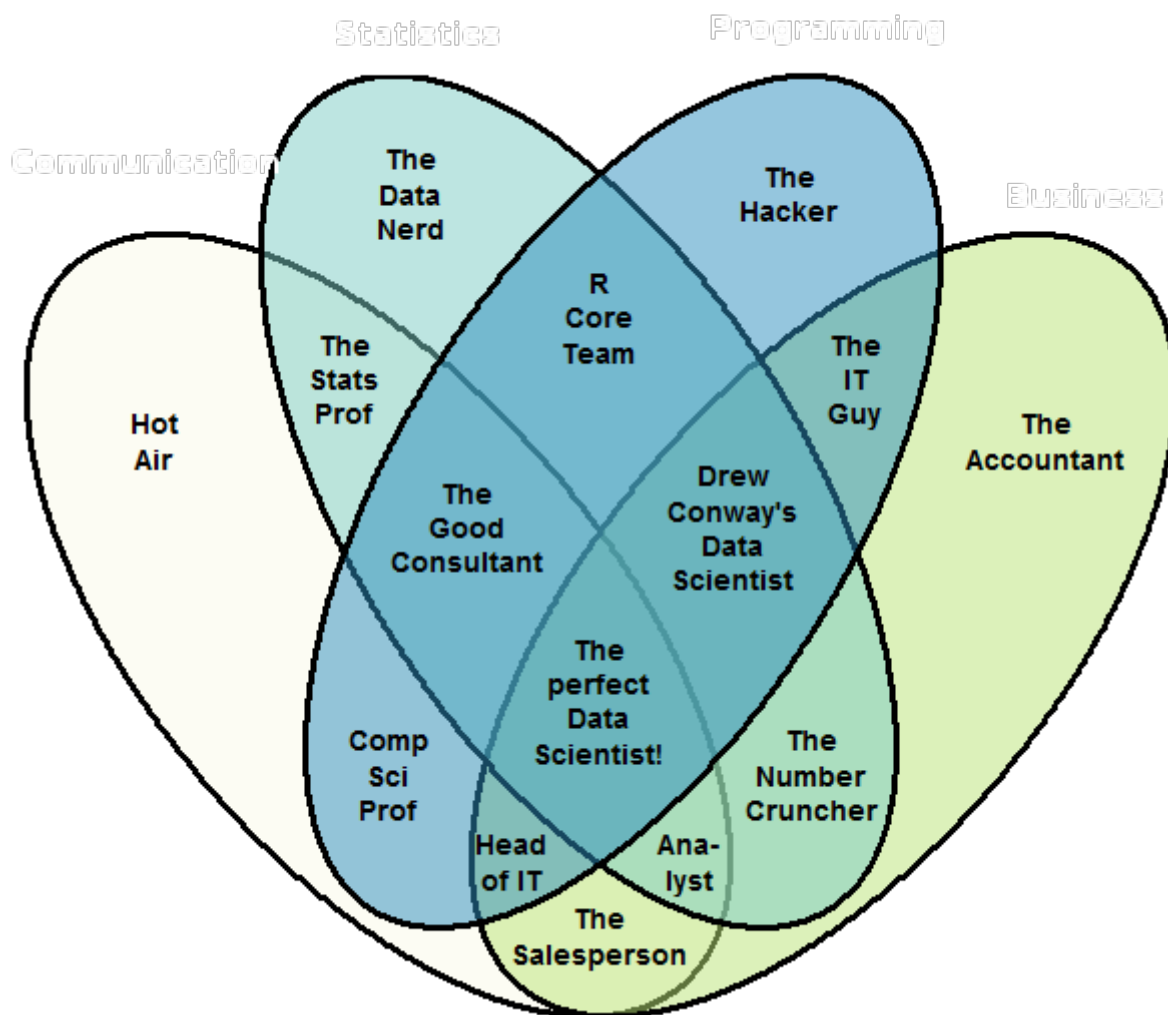 Statistics
Programming
Communication
Business
The
Data
Nerd
The
Hacker
R
Core
Team
The
Stats
Prof
The
IT
Guy
Hot
Air
The
Accountant
The
Good
Consultant
Drew
Conway's
Data
Scientist
The
perfect
Data
Scientist!
Comp
Sci
Prof
The
Number
Cruncher
Head
of IT
Ana-
lyst
The
Salesperson